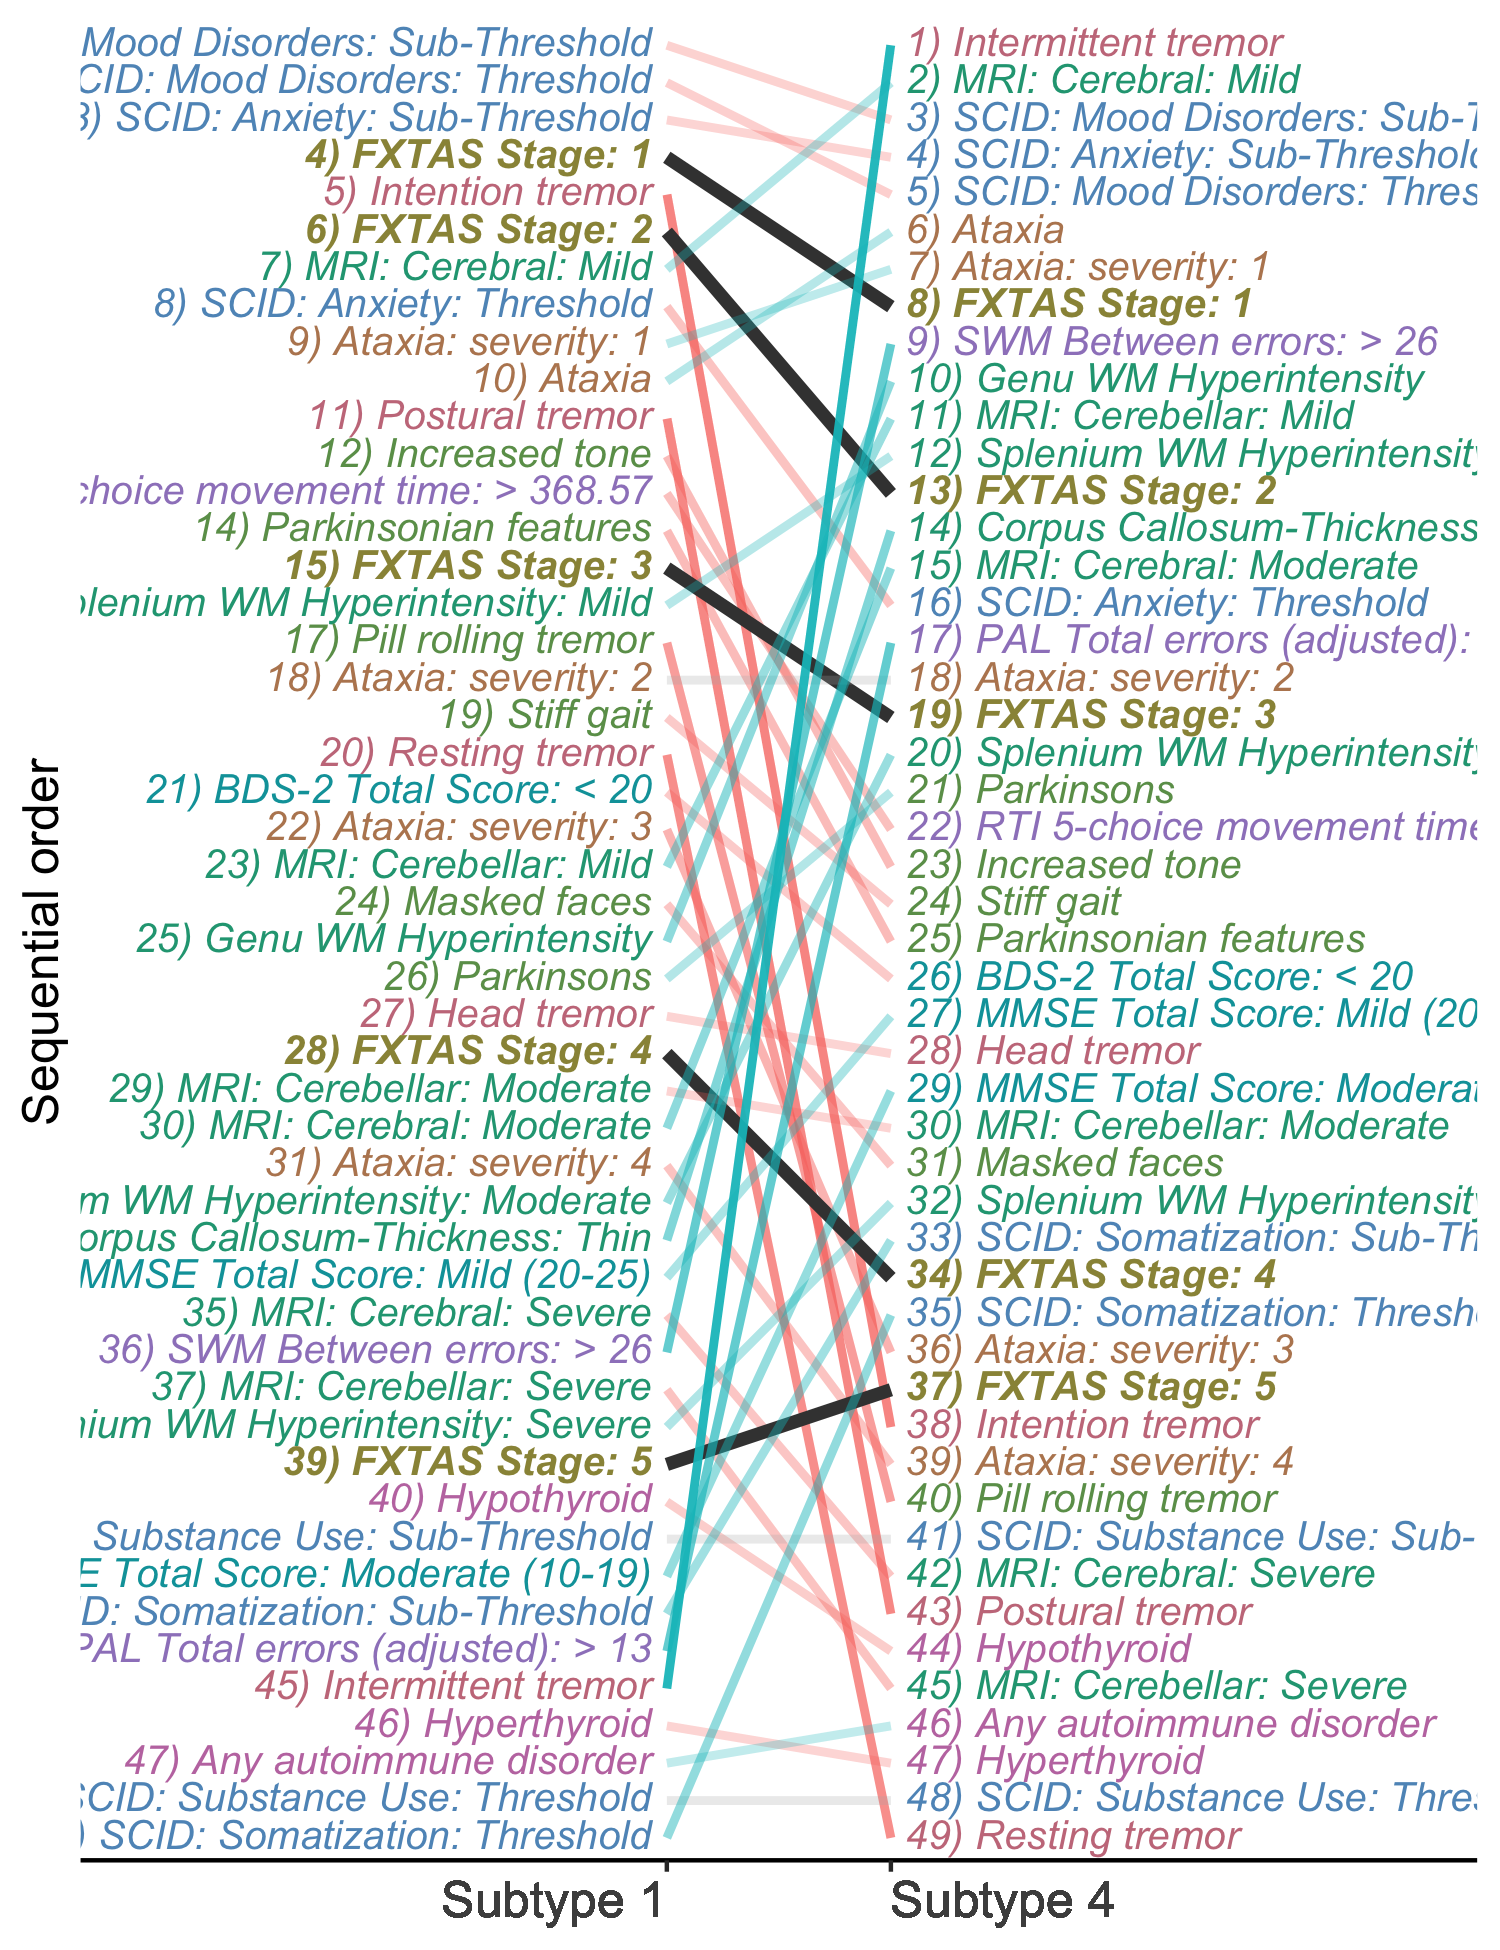 Mood Disorders: Sub-Threshold
CID: Mood Disorders: Threshold
3) SCID: Anxiety: Sub-Threshold
4) FXTAS Stage: 1
5) Intention tremor
6) FXTAS Stage: 2
7) MRI: Cerebral: Mild
8) SCID: Anxiety: Threshold
9) Ataxia: severity: 1
10) Ataxia
11) Postural tremor
12) Increased tone
choice movement time: > 368.57
14) Parkinsonian features
15) FXTAS Stage: 3
plenium WM Hyperintensity: Mild
17) Pill rolling tremor
18) Ataxia: severity: 2
19) Stiff gait
20) Resting tremor
21) BDS-2 Total Score: < 20
22) Ataxia: severity: 3
23) MRI: Cerebellar: Mild
24) Masked faces
25) Genu WM Hyperintensity
26) Parkinsons
27) Head tremor
28) FXTAS Stage: 4
29) MRI: Cerebellar: Moderate
30) MRI: Cerebral: Moderate
31) Ataxia: severity: 4
m WM Hyperintensity: Moderate
orpus Callosum-Thickness: Thin
MMSE Total Score: Mild (20-25)
35) MRI: Cerebral: Severe
36) SWM Between errors: > 26
37) MRI: Cerebellar: Severe
nium WM Hyperintensity: Severe
39) FXTAS Stage: 5
40) Hypothyroid
Substance Use: Sub-Threshold
E Total Score: Moderate (10-19)
ID: Somatization: Sub-Threshold
PAL Total errors (adjusted): > 13
45) Intermittent tremor
46) Hyperthyroid
47) Any autoimmune disorder
SCID: Substance Use: Threshold
) SCID: Somatization: Threshold
1) Intermittent tremor
2) MRI: Cerebral: Mild
3) SCID: Mood Disorders: Sub-T
4) SCID: Anxiety: Sub-Threshold
5) SCID: Mood Disorders: Thres
6) Ataxia
7) Ataxia: severity: 1
8) FXTAS Stage: 1
9) SWM Between errors: > 26
10) Genu WM Hyperintensity
11) MRI: Cerebellar: Mild
12) Splenium WM Hyperintensity
13) FXTAS Stage: 2
14) Corpus Callosum-Thickness
15) MRI: Cerebral: Moderate
16) SCID: Anxiety: Threshold
17) PAL Total errors (adjusted):
18) Ataxia: severity: 2
19) FXTAS Stage: 3
20) Splenium WM Hyperintensity
21) Parkinsons
22) RTI 5-choice movement time
23) Increased tone
24) Stiff gait
25) Parkinsonian features
26) BDS-2 Total Score: < 20
27) MMSE Total Score: Mild (20
28) Head tremor
29) MMSE Total Score: Moderat
30) MRI: Cerebellar: Moderate
31) Masked faces
32) Splenium WM Hyperintensity
33) SCID: Somatization: Sub-Th
34) FXTAS Stage: 4
35) SCID: Somatization: Thresho
36) Ataxia: severity: 3
37) FXTAS Stage: 5
38) Intention tremor
39) Ataxia: severity: 4
40) Pill rolling tremor
41) SCID: Substance Use: Sub-
42) MRI: Cerebral: Severe
43) Postural tremor
44) Hypothyroid
45) MRI: Cerebellar: Severe
46) Any autoimmune disorder
47) Hyperthyroid
48) SCID: Substance Use: Thres
49) Resting tremor
Sequential order
Subtype 1
Subtype 4